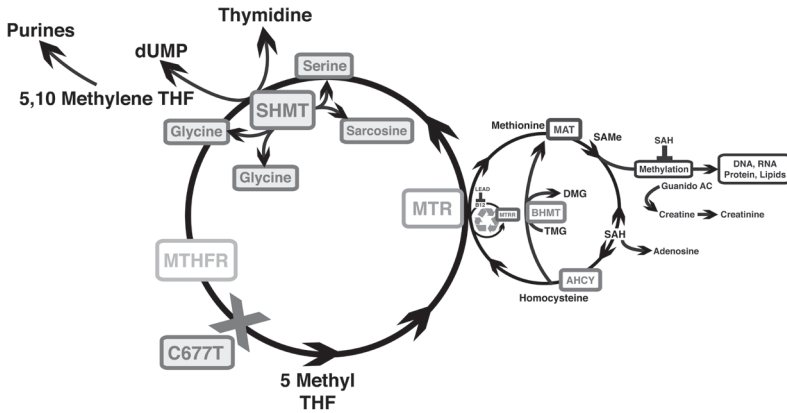 Thymidine
Purines
dUMP
5,10 Methylene THF
Serine
SHMT
Glycine
Sarcosine
Glycine
MTHFR
C677T
5 Methyl
THF
MTR
Methionine
MAT
SAMe
SAH
Methylation
DNA, RNA
Protein, Lipids
Guanido AC
Creatine
Creatinine
LEAD
B12
MTRR
DMG
BHMT
TMG
SAH
Adenosine
AHCY
Homocysteine